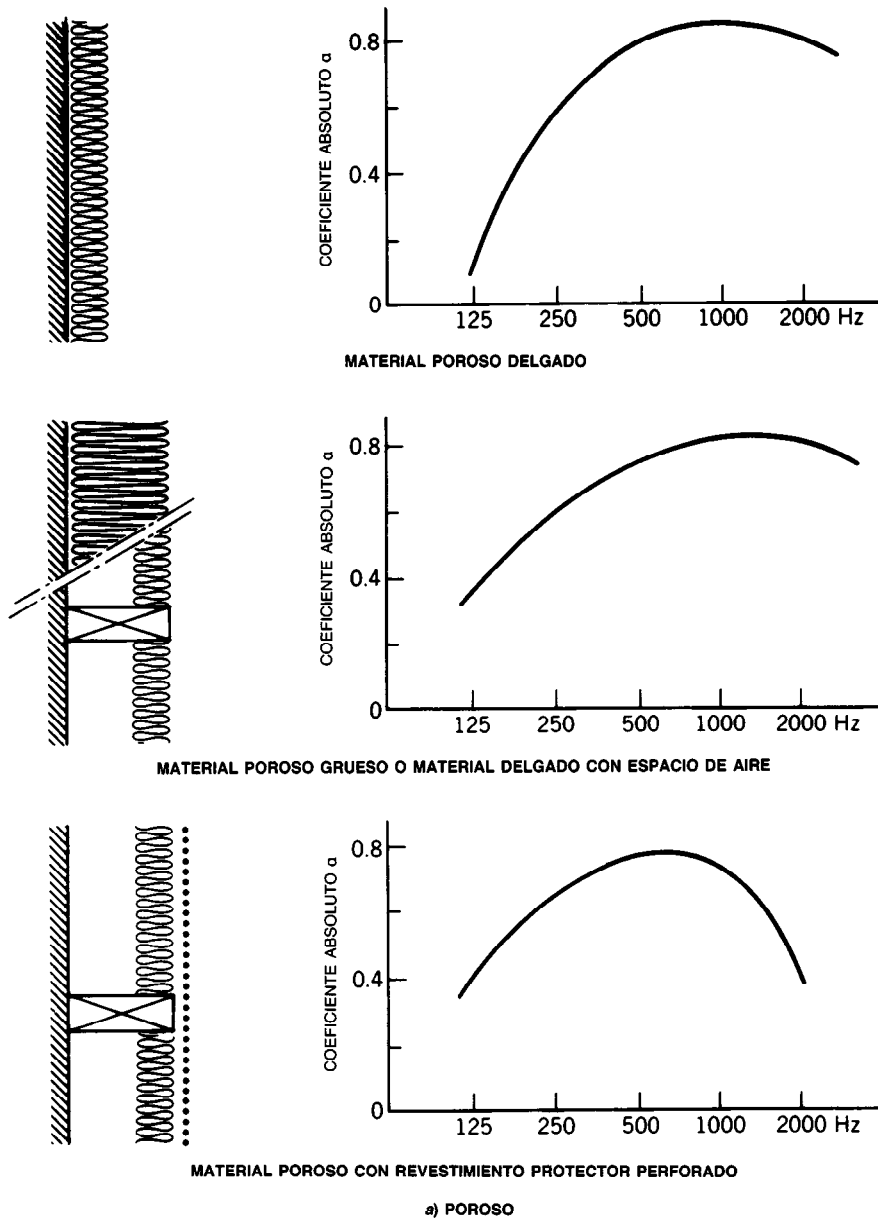 COEFICIENTE ABSOLUTO α
0.8
0.4
0
125 250 500 1000 2000 Hz
MATERIAL POROSO DELGADO
COEFICIENTE ABSOLUTO α
0.8
0.4
0
125 250 500 1000 2000 Hz
MATERIAL POROSO GRUESO O MATERIAL DELGADO CON ESPACIO DE AIRE
COEFICIENTE ABSOLUTO α
0.8
0.4
0
125 250 500 1000 2000 Hz
MATERIAL POROSO CON REVESTIMIENTO PROTECTOR PERFORADO
a) POROSO